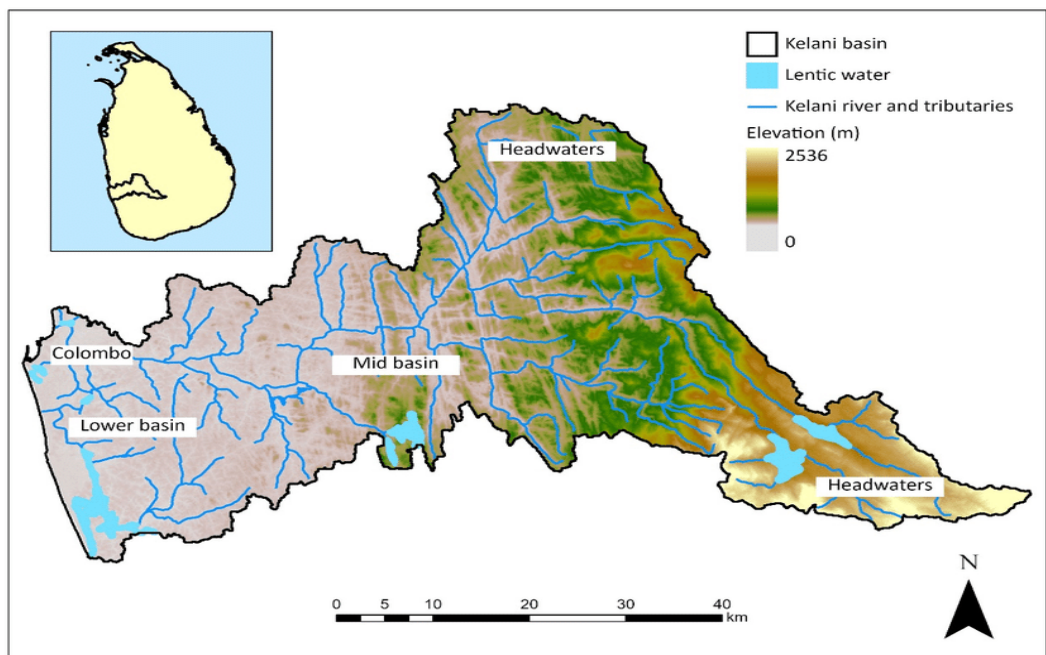 Kelani basin
Lentic water
Kelani river and tributaries
Elevation (m)
2536
0
Headwaters
Colombo
Mid basin
Lower basin
Headwaters
N
0 5 10 20 30 40
km